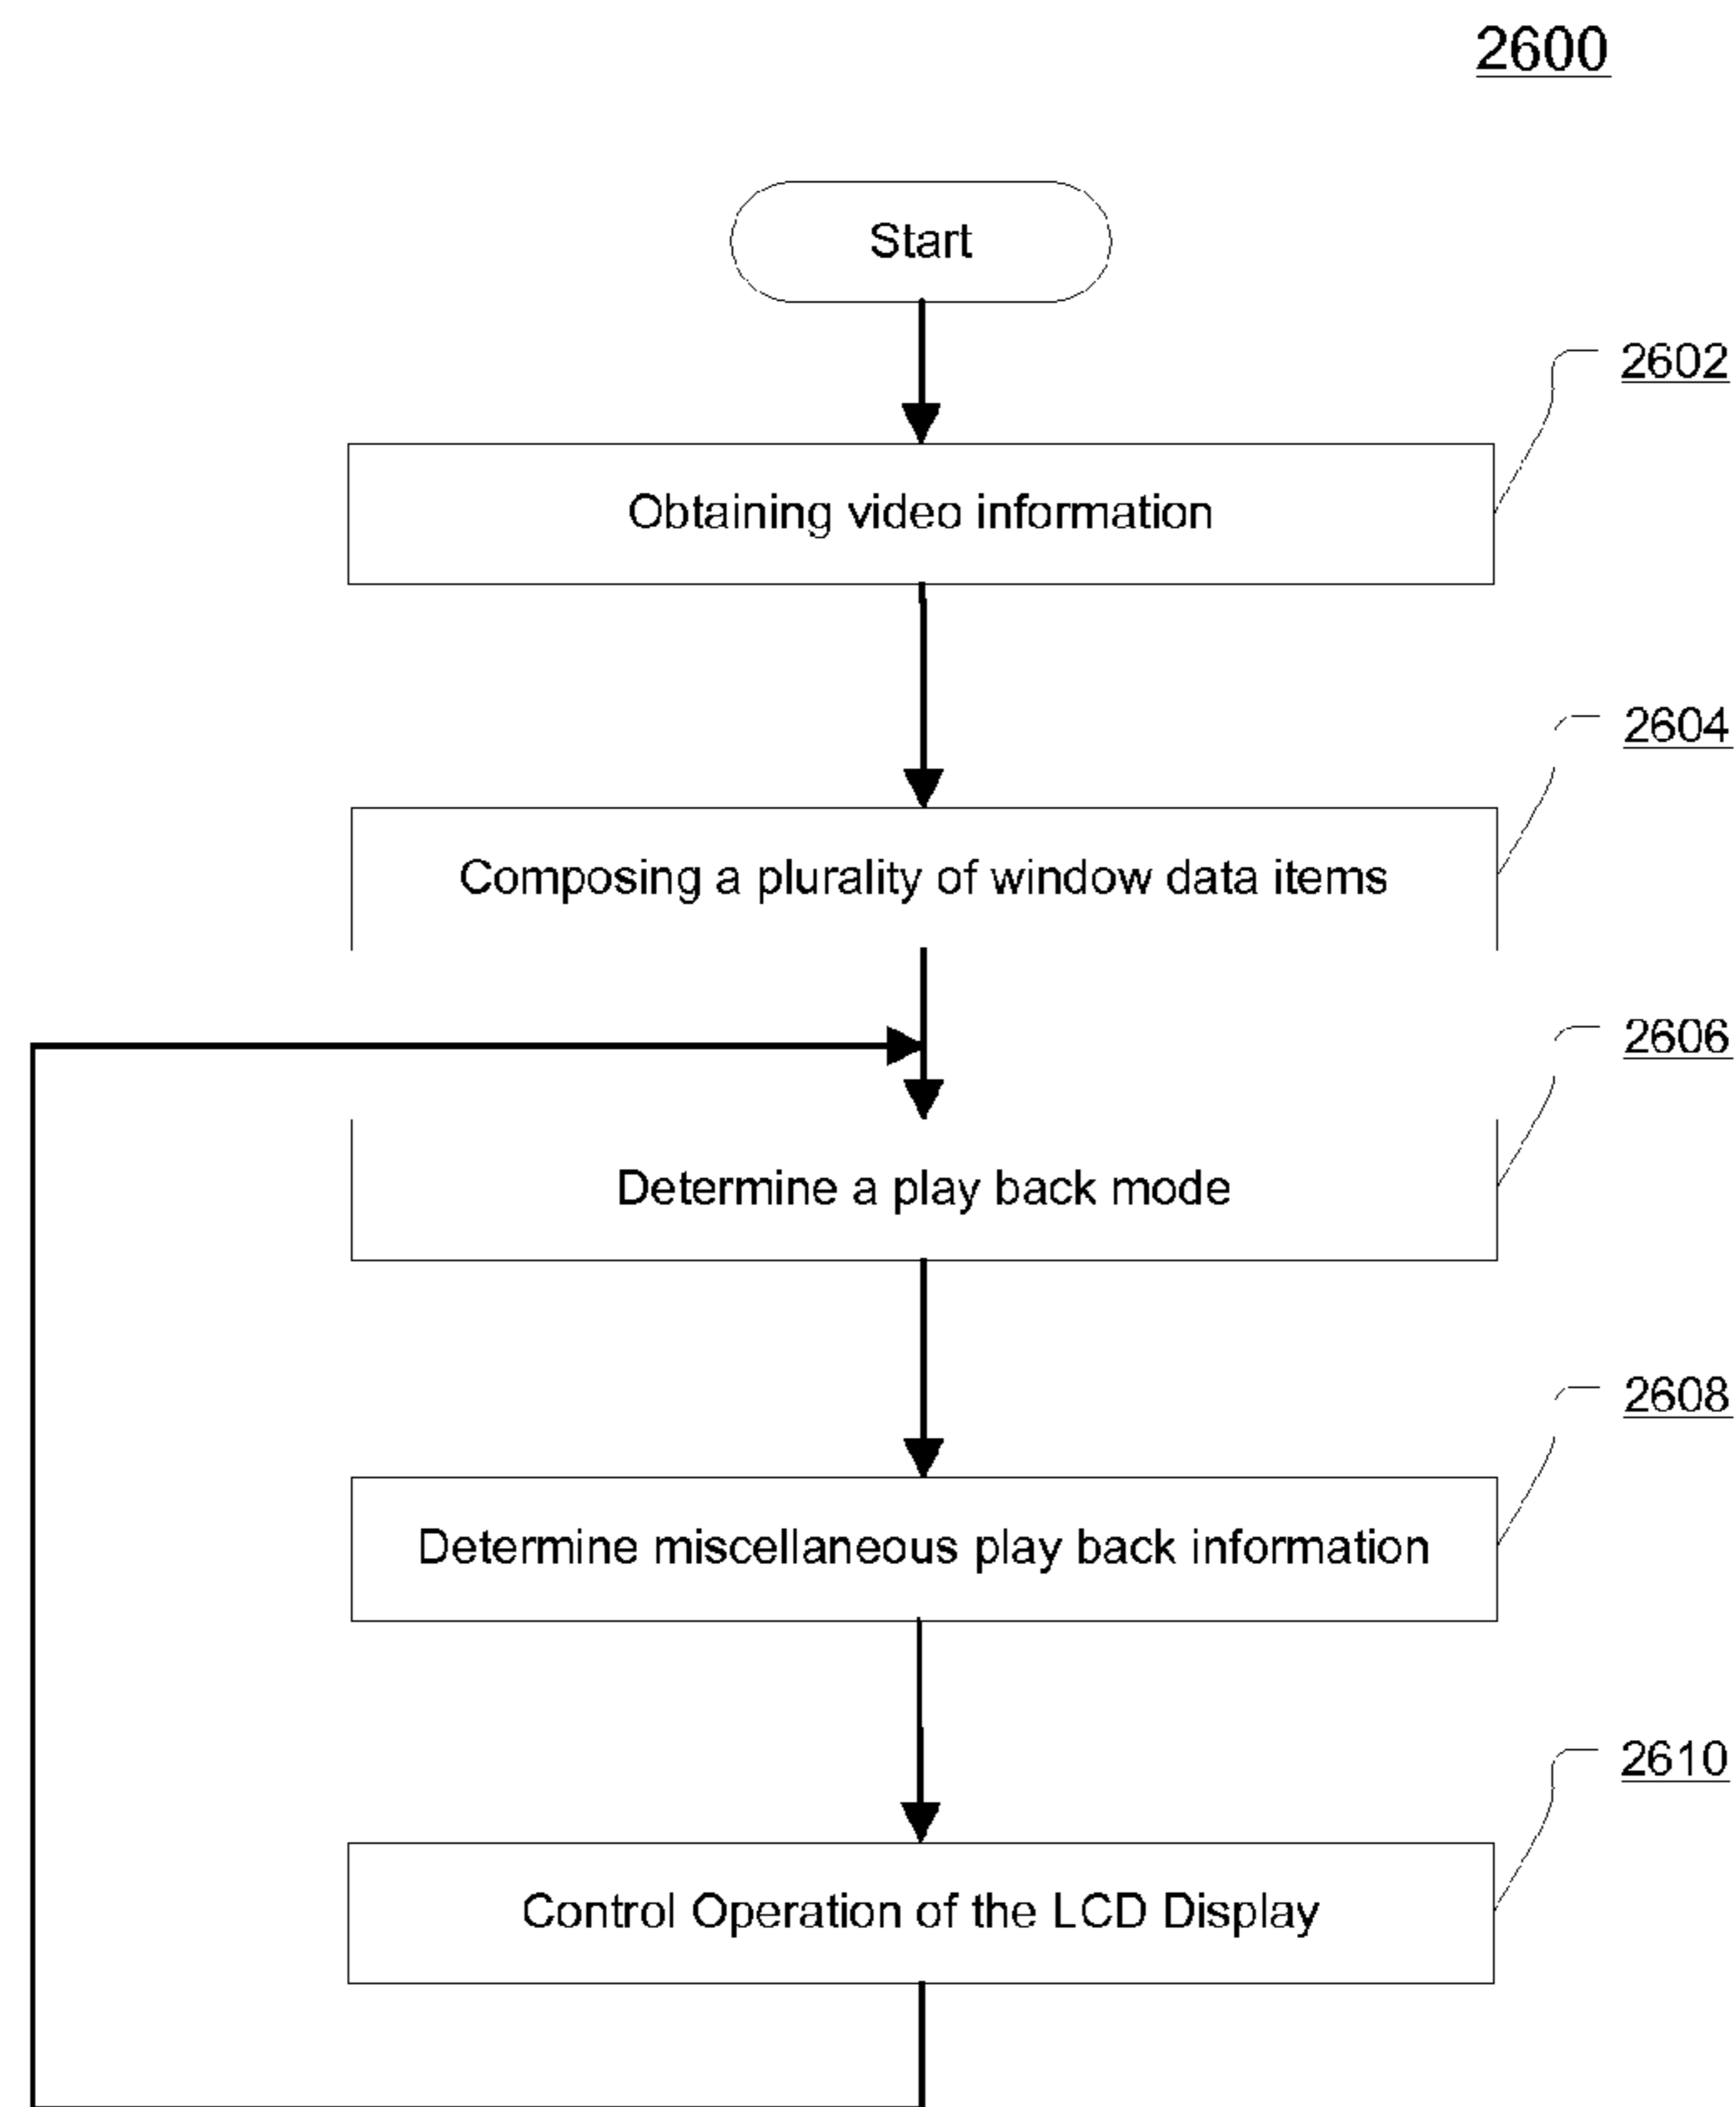 2600
Start
2602
Obtaining video information
2604
Composing a plurality of window data items
2606
Determine a play back mode
2608
Determine miscellaneous play back information
2610
Control Operation of the LCD Display